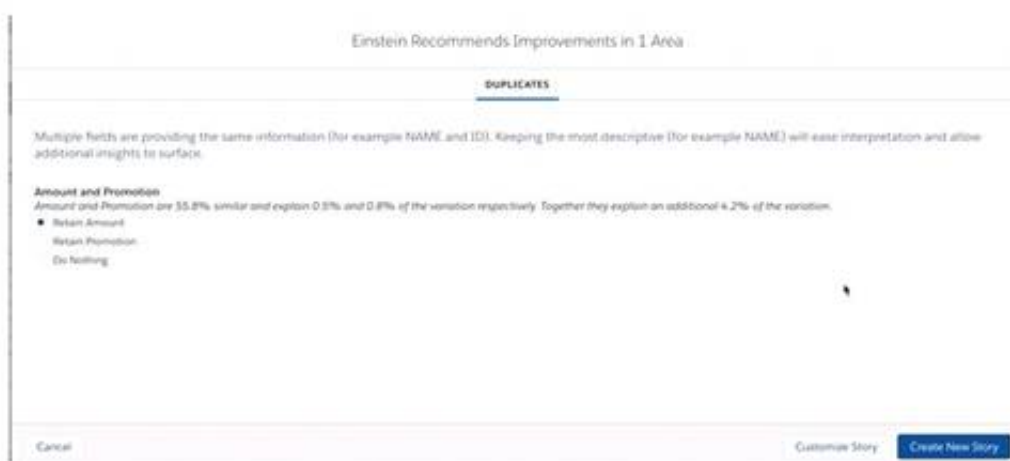 Einstein Recommends Improvements in 1 Area
DUPLICATES
Multiple fields are providing the same information (for example NAME and ID). Keeping the most descriptive (for example NAME) will ease interpretation and allow
additional insights to surface.
Amount and Promotion
Amount and Promotion are 55.8% similar and explain 0.5% and 0.8% of the variation respectively. Together they explain an additional 4.2% of the variation.
Retain Amount
Retain Promotion
Do Nothing
Cancel
Customize Story
Create New Story